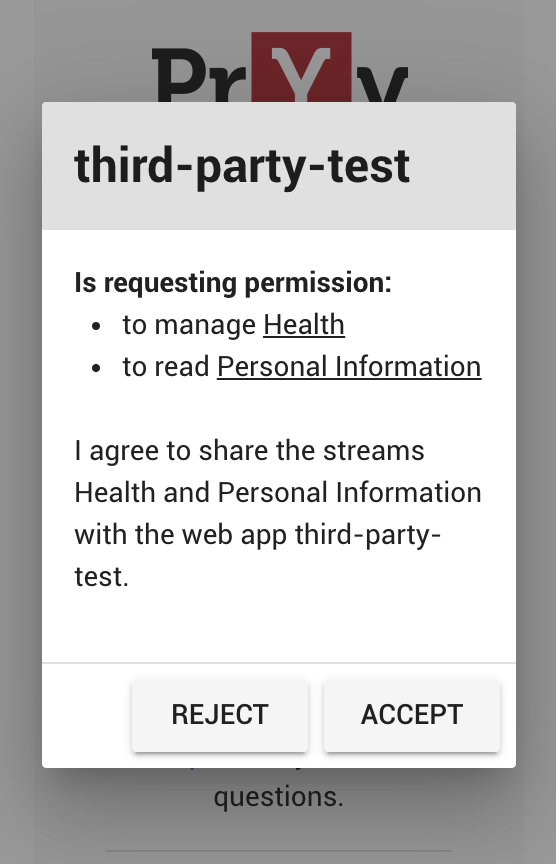 PrYv
third-party-test
Is requesting permission:
• to manage Health
• to read Personal Information
I agree to share the streams
Health and Personal Information
with the web app third-party-
test.
REJECT ACCEPT
questions.